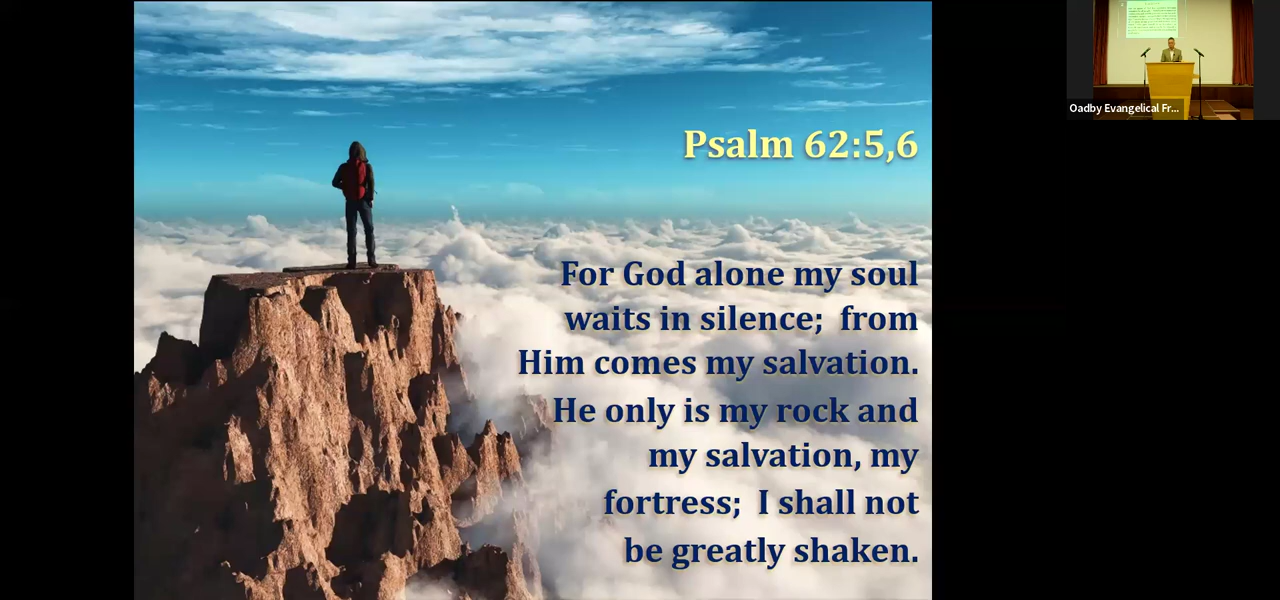 Psalm 62:5,6
For God alone my soul
waits in silence;  from
Him comes my salvation.
He only is my rock and
my salvation, my
fortress;  I shall not
be greatly shaken.
Oadby Evangelical Fr...